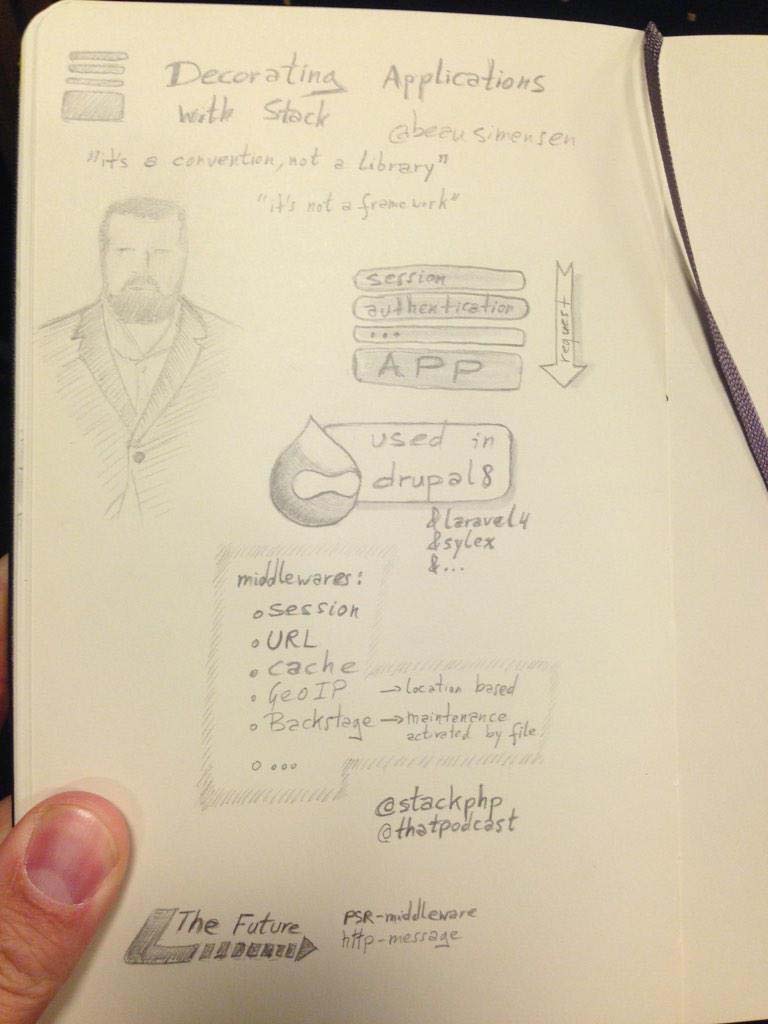 Decorating Applications
with Stack
@beausimensen
"it's a convention, not a library"
"it's not a framework"
session
authentication
...
APP
request
used in
drupal8
&laravel4
&sylex
&...
middlewares:
session
URL
cache
GeoIP → location based
Backstage → maintenance
activated by file
...
@stackphp
@thatpodcast
The Future
PSR-middleware
http-message